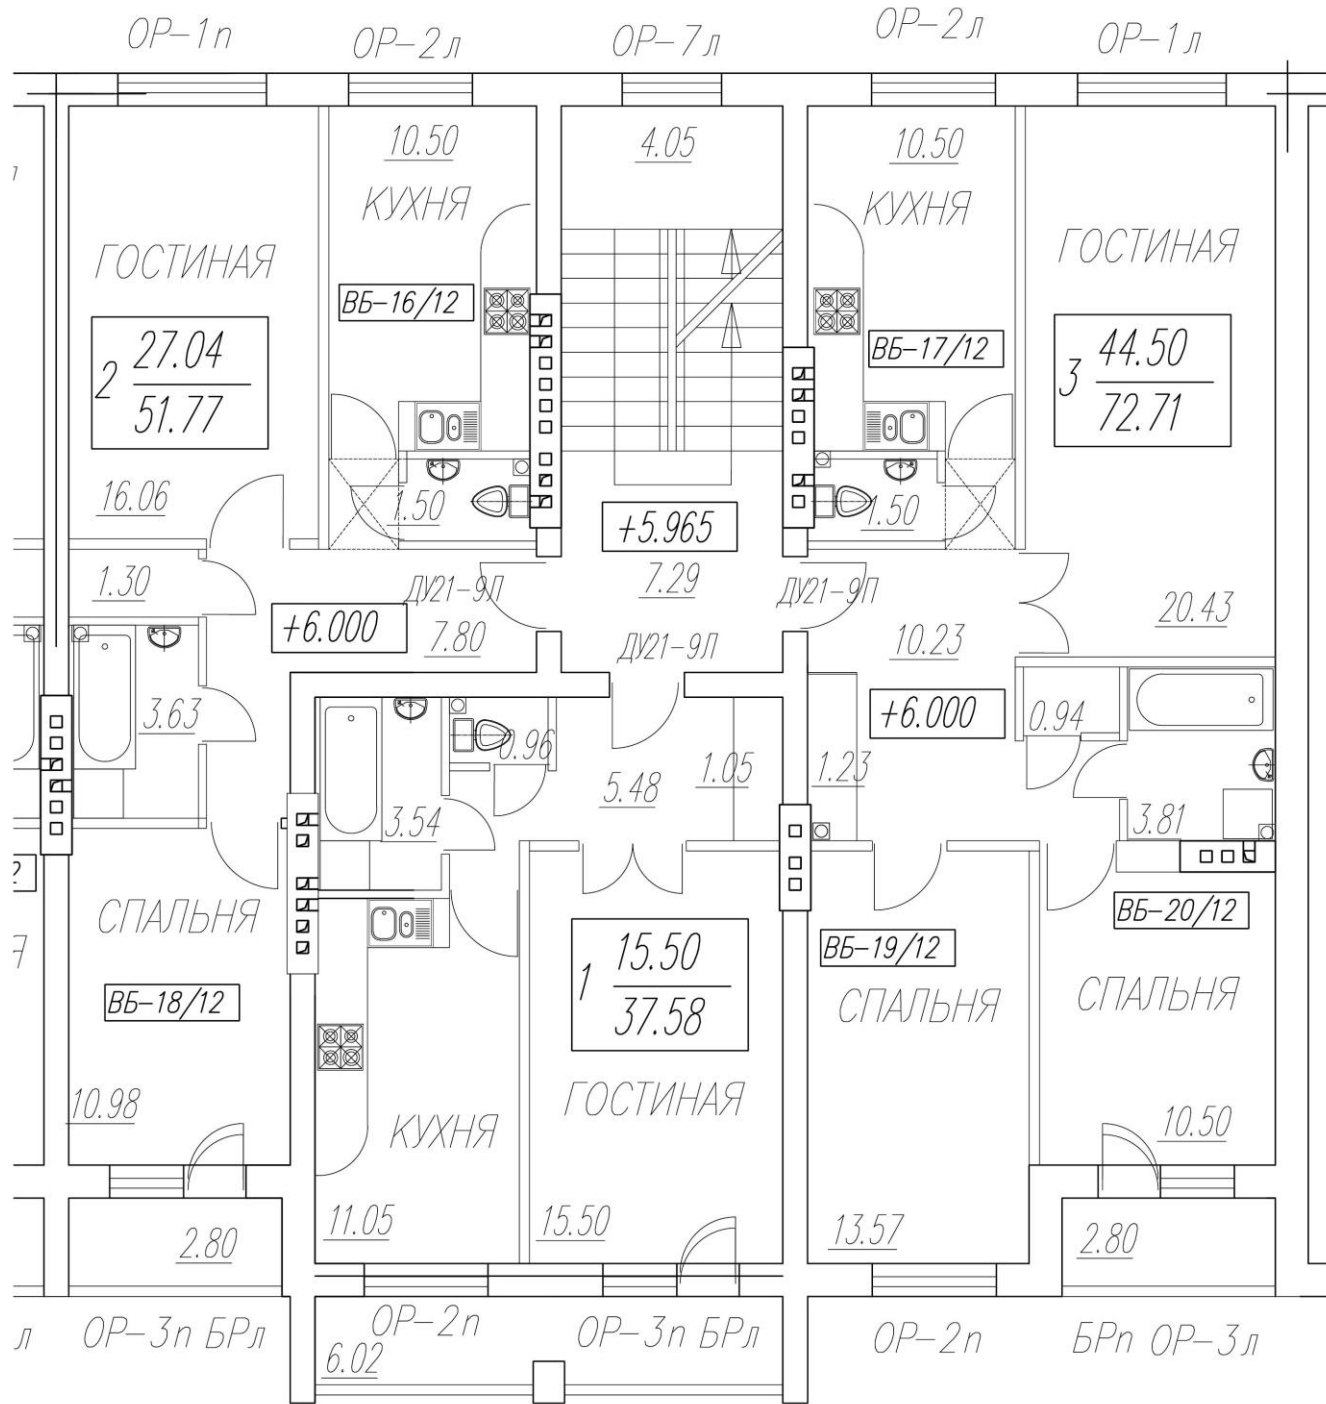 ОР-1п
ОР-2л
ОР-7л
ОР-2л
ОР-1л
10.50
КУХНЯ
4.05
10.50
КУХНЯ
ГОСТИНАЯ
ГОСТИНАЯ
ВБ-16/12
ВБ-17/12
2 27.04
51.77
3 44.50
72.71
16.06
1.50
1.50
+5.965
1.30
ДУ21-9Л
7.29
ДУ21-9П
20.43
+6.000
7.80
ДУ21-9Л
10.23
3.63
+6.000
0.94
0.96
1.05
1.23
5.48
3.54
3.81
2
СПАЛЬНЯ
ВБ-20/12
Я
ВБ-19/12
1 15.50
37.58
ВБ-18/12
СПАЛЬНЯ
СПАЛЬНЯ
10.98
КУХНЯ
ГОСТИНАЯ
10.50
11.05
15.50
13.57
2.80
2.80
л
ОР-3п БРл
ОР-2п
ОР-3п БРл
ОР-2п
БРп ОР-3л
6.02